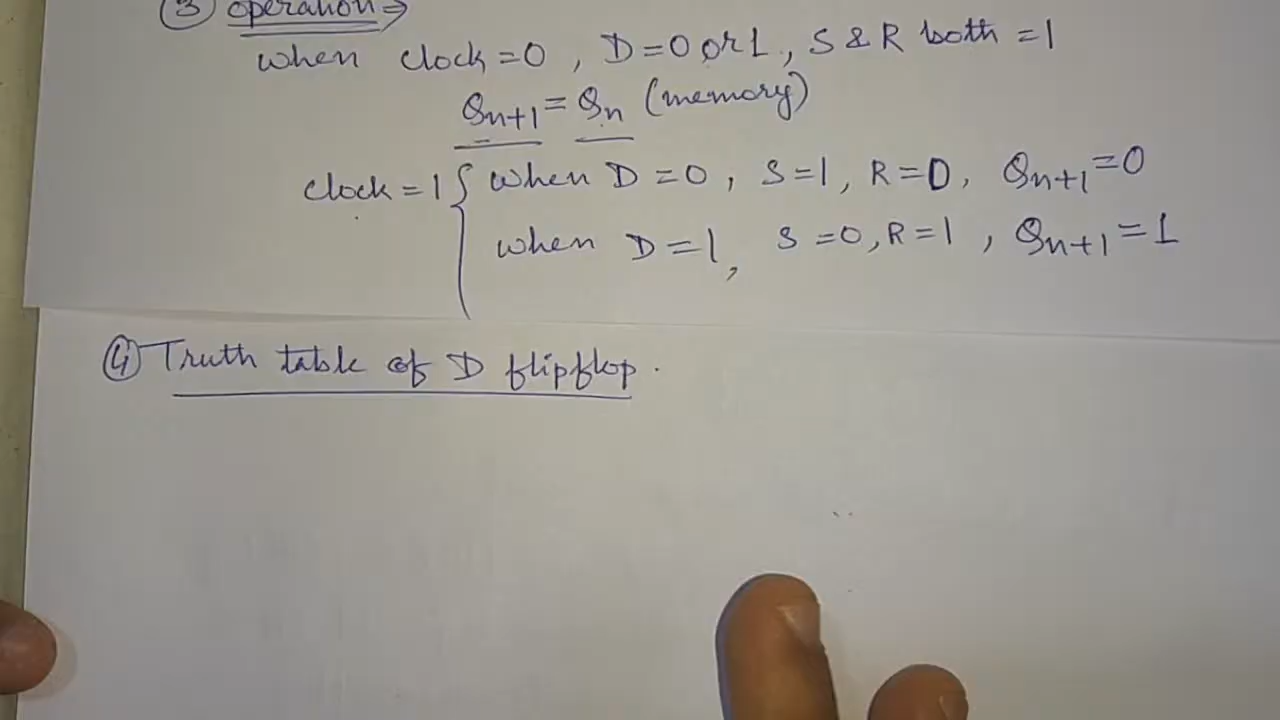 ③ operation →
when clock = 0 , D = 0 or 1 , S & R both = 1
Qn+1 = Qn (memory)
clock = 1 { when D = 0 , S = 1 , R = 0 , Qn+1 = 0
when D = 1 , S = 0 , R = 1 , Qn+1 = 1
④ Truth table of D flipflop .